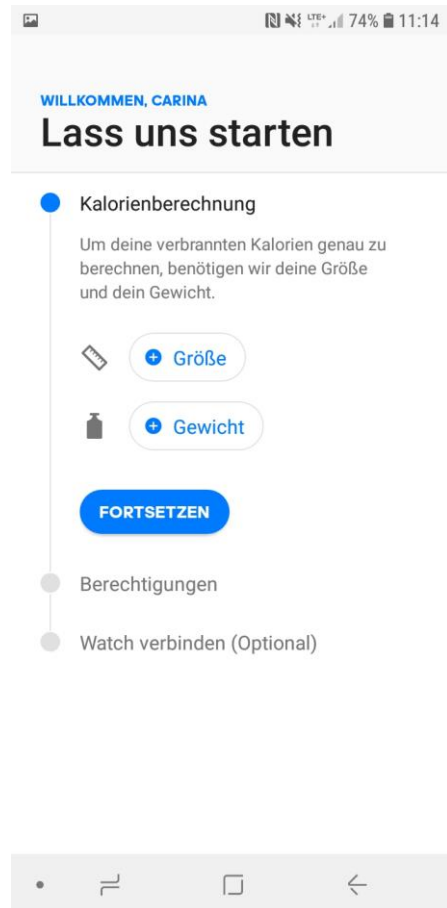 LTE+ 74% 11:14
WILLKOMMEN, CARINA
Lass uns starten
Kalorienberechnung
Um deine verbrannten Kalorien genau zu
berechnen, benötigen wir deine Größe
und dein Gewicht.
Größe
Gewicht
FORTSETZEN
Berechtigungen
Watch verbinden (Optional)